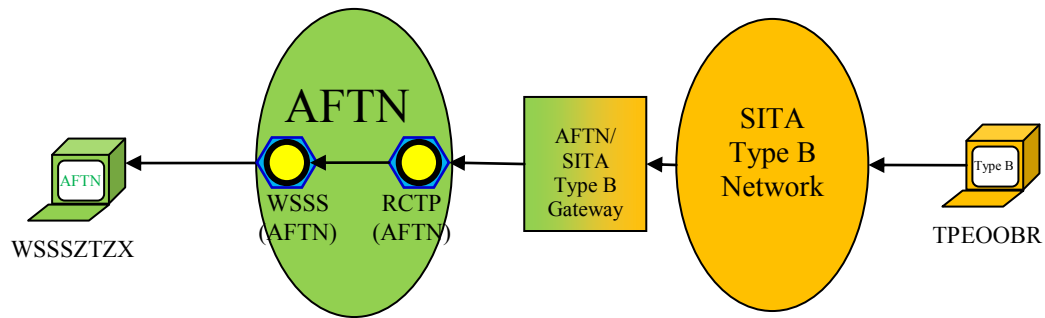 AFTN
AFTN
WSSSZTZX
WSSS
(AFTN)
RCTP
(AFTN)
AFTN/
SITA
Type B
Gateway
SITA
Type B
Network
Type B
TPEOOBR